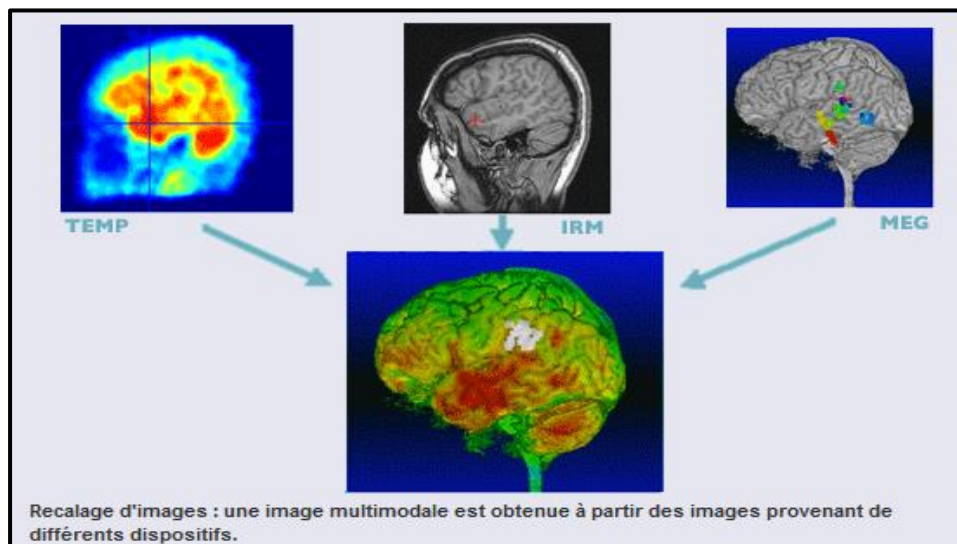 TEMP
IRM
MEG
Recalage d'images : une image multimodale est obtenue à partir des images provenant de
différents dispositifs.